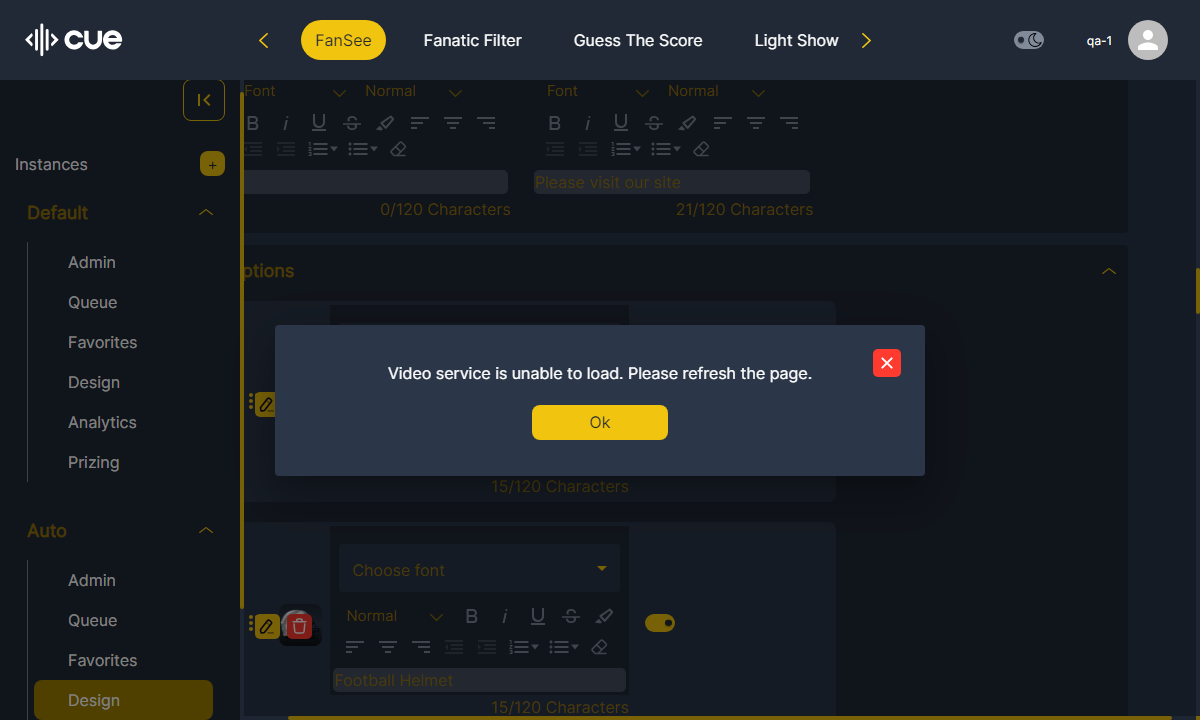 cue
FanSee
Fanatic Filter
Guess The Score
Light Show
qa-1
Instances
+
Default
Admin
Queue
Favorites
Design
Analytics
Prizing
Auto
Admin
Queue
Favorites
Design
Font
Normal
Font
Normal
Please visit our site
0/120 Characters
21/120 Characters
ptions
Video service is unable to load. Please refresh the page.
Ok
15/120 Characters
Choose font
Normal
Football Helmet
15/120 Characters